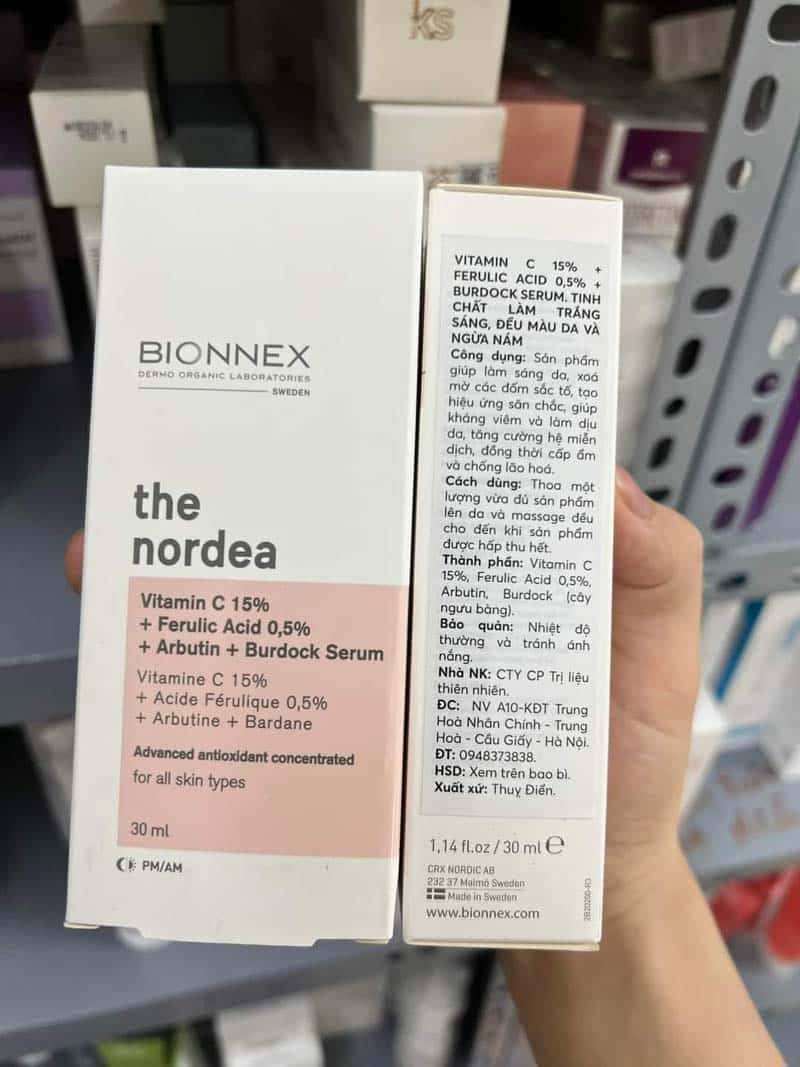 KS
BIONNEX
DERMO ORGANIC LABORATORIES
SWEDEN
the
nordea
Vitamin C 15%
+ Ferulic Acid 0,5%
+ Arbutin + Burdock Serum
Vitamine C 15%
+ Acide Férulique 0,5%
+ Arbutine + Bardane
Advanced antioxidant concentrated
for all skin types
30 ml
PM/AM
VITAMIN C 15% +
FERULIC ACID 0,5% +
BURDOCK SERUM. TINH
CHẤT LÀM TRẮNG
SÁNG, ĐỀU MÀU DA VÀ
NGỪA NÁM
Công dụng: Sản phẩm
giúp làm sáng da, xoá
mờ các đốm sắc tố, tạo
hiệu ứng săn chắc, giúp
kháng viêm và làm dịu
da, tăng cường hệ miễn
dịch, đồng thời cấp ẩm
và chống lão hoá.
Cách dùng: Thoa một
lượng vừa đủ sản phẩm
lên da và massage đều
cho đến khi sản phẩm
được hấp thu hết.
Thành phần: Vitamin C
15%, Ferulic Acid 0,5%,
Arbutin, Burdock (cây
ngưu bàng).
Bảo quản: Nhiệt độ
thường và tránh ánh
nắng.
Nhà NK: CTY CP Trị liệu
thiên nhiên.
ĐC: NV A10-KĐT Trung
Hoà Nhân Chính - Trung
Hoà - Cầu Giấy - Hà Nội.
ĐT: 0948373838.
HSD: Xem trên bao bì.
Xuất xứ: Thuỵ Điển.
1,14 fl.oz / 30 ml
CRX NORDIC AB
232 37 Malmö Sweden
Made in Sweden
www.bionnex.com
2B20200-R3